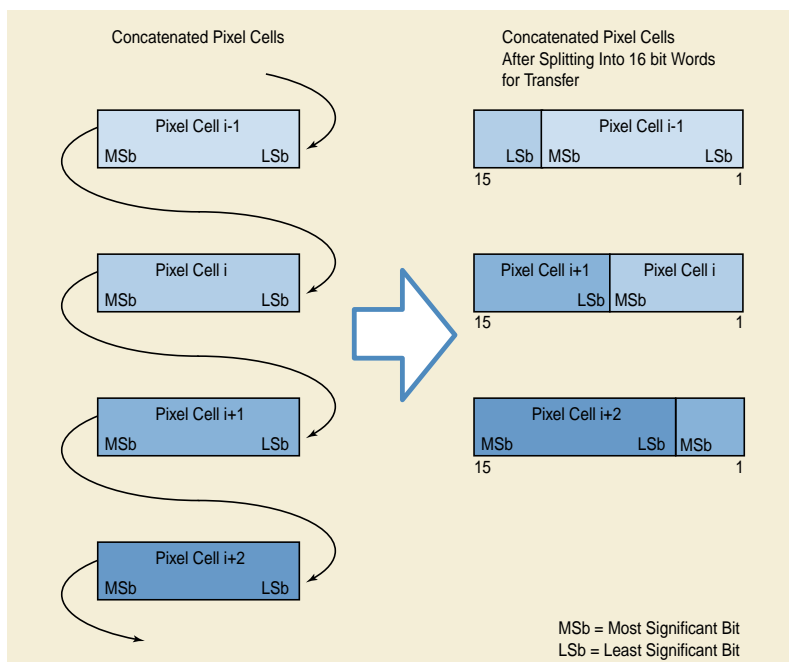 Concatenated Pixel Cells
Pixel Cell i-1
MSb LSb
Pixel Cell i
MSb LSb
Pixel Cell i+1
MSb LSb
Pixel Cell i+2
MSb LSb
Concatenated Pixel Cells
After Splitting Into 16 bit Words
for Transfer
Pixel Cell i-1
LSb MSb LSb
15 1
Pixel Cell i+1 Pixel Cell i
LSb MSb
15 1
Pixel Cell i+2
MSb LSb MSb
15 1
MSb = Most Significant Bit
LSb = Least Significant Bit